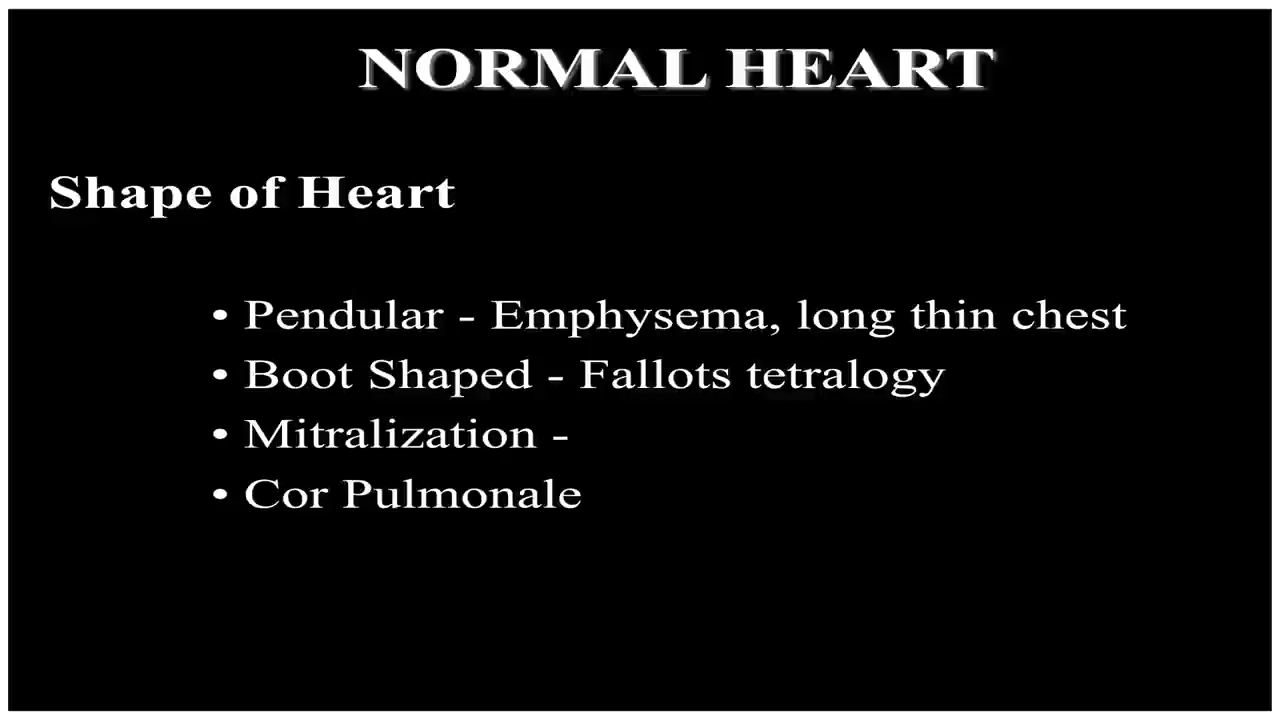 NORMAL HEART
Shape of Heart
• Pendular - Emphysema, long thin chest
• Boot Shaped - Fallots tetralogy
• Mitralization -
• Cor Pulmonale